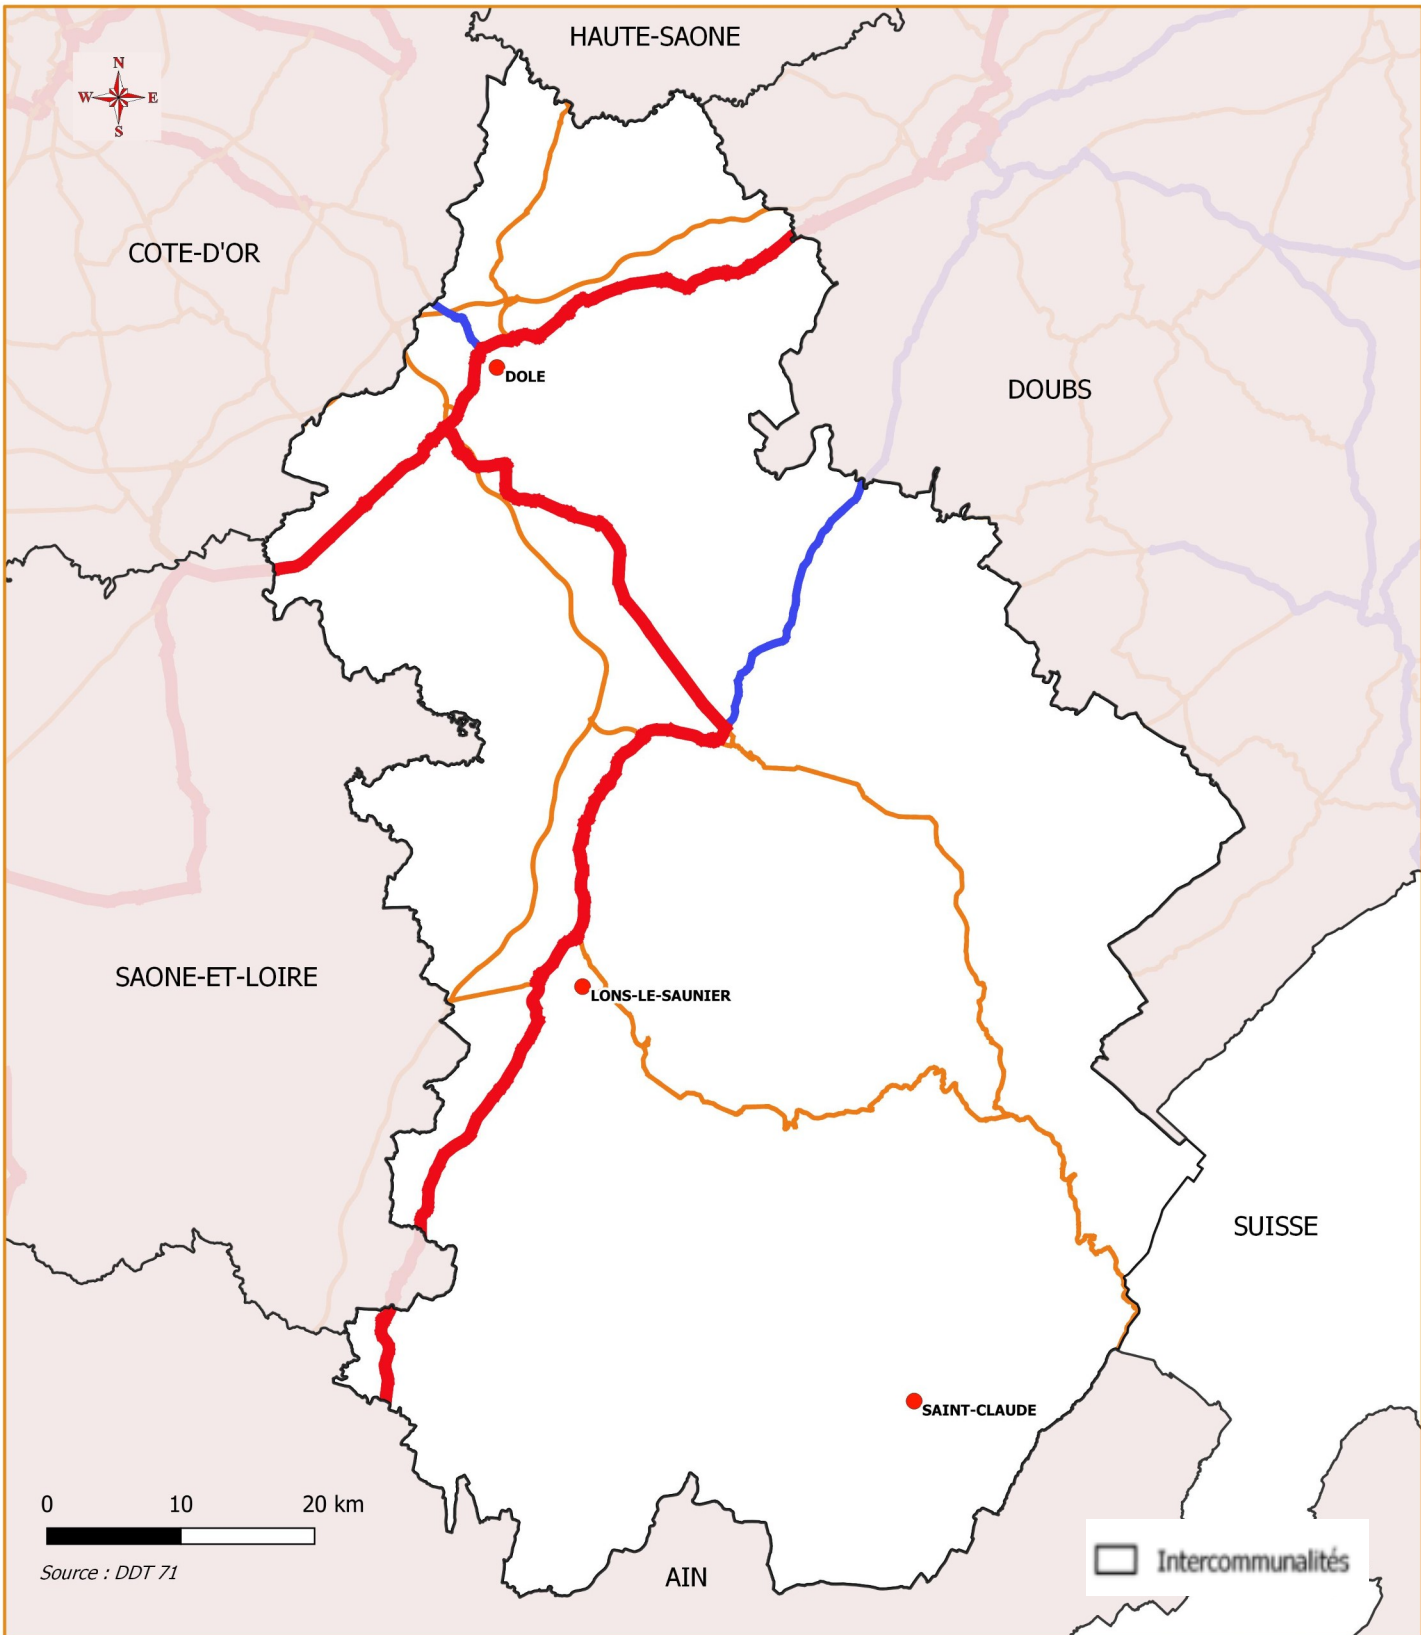 HAUTE-SAONE
N
W E
S
COTE-D'OR
DOLE
DOUBS
SAONE-ET-LOIRE
LONS-LE-SAUNIER
SUISSE
SAINT-CLAUDE
0 10 20 km
Source : DDT 71
AIN
Intercommunalités